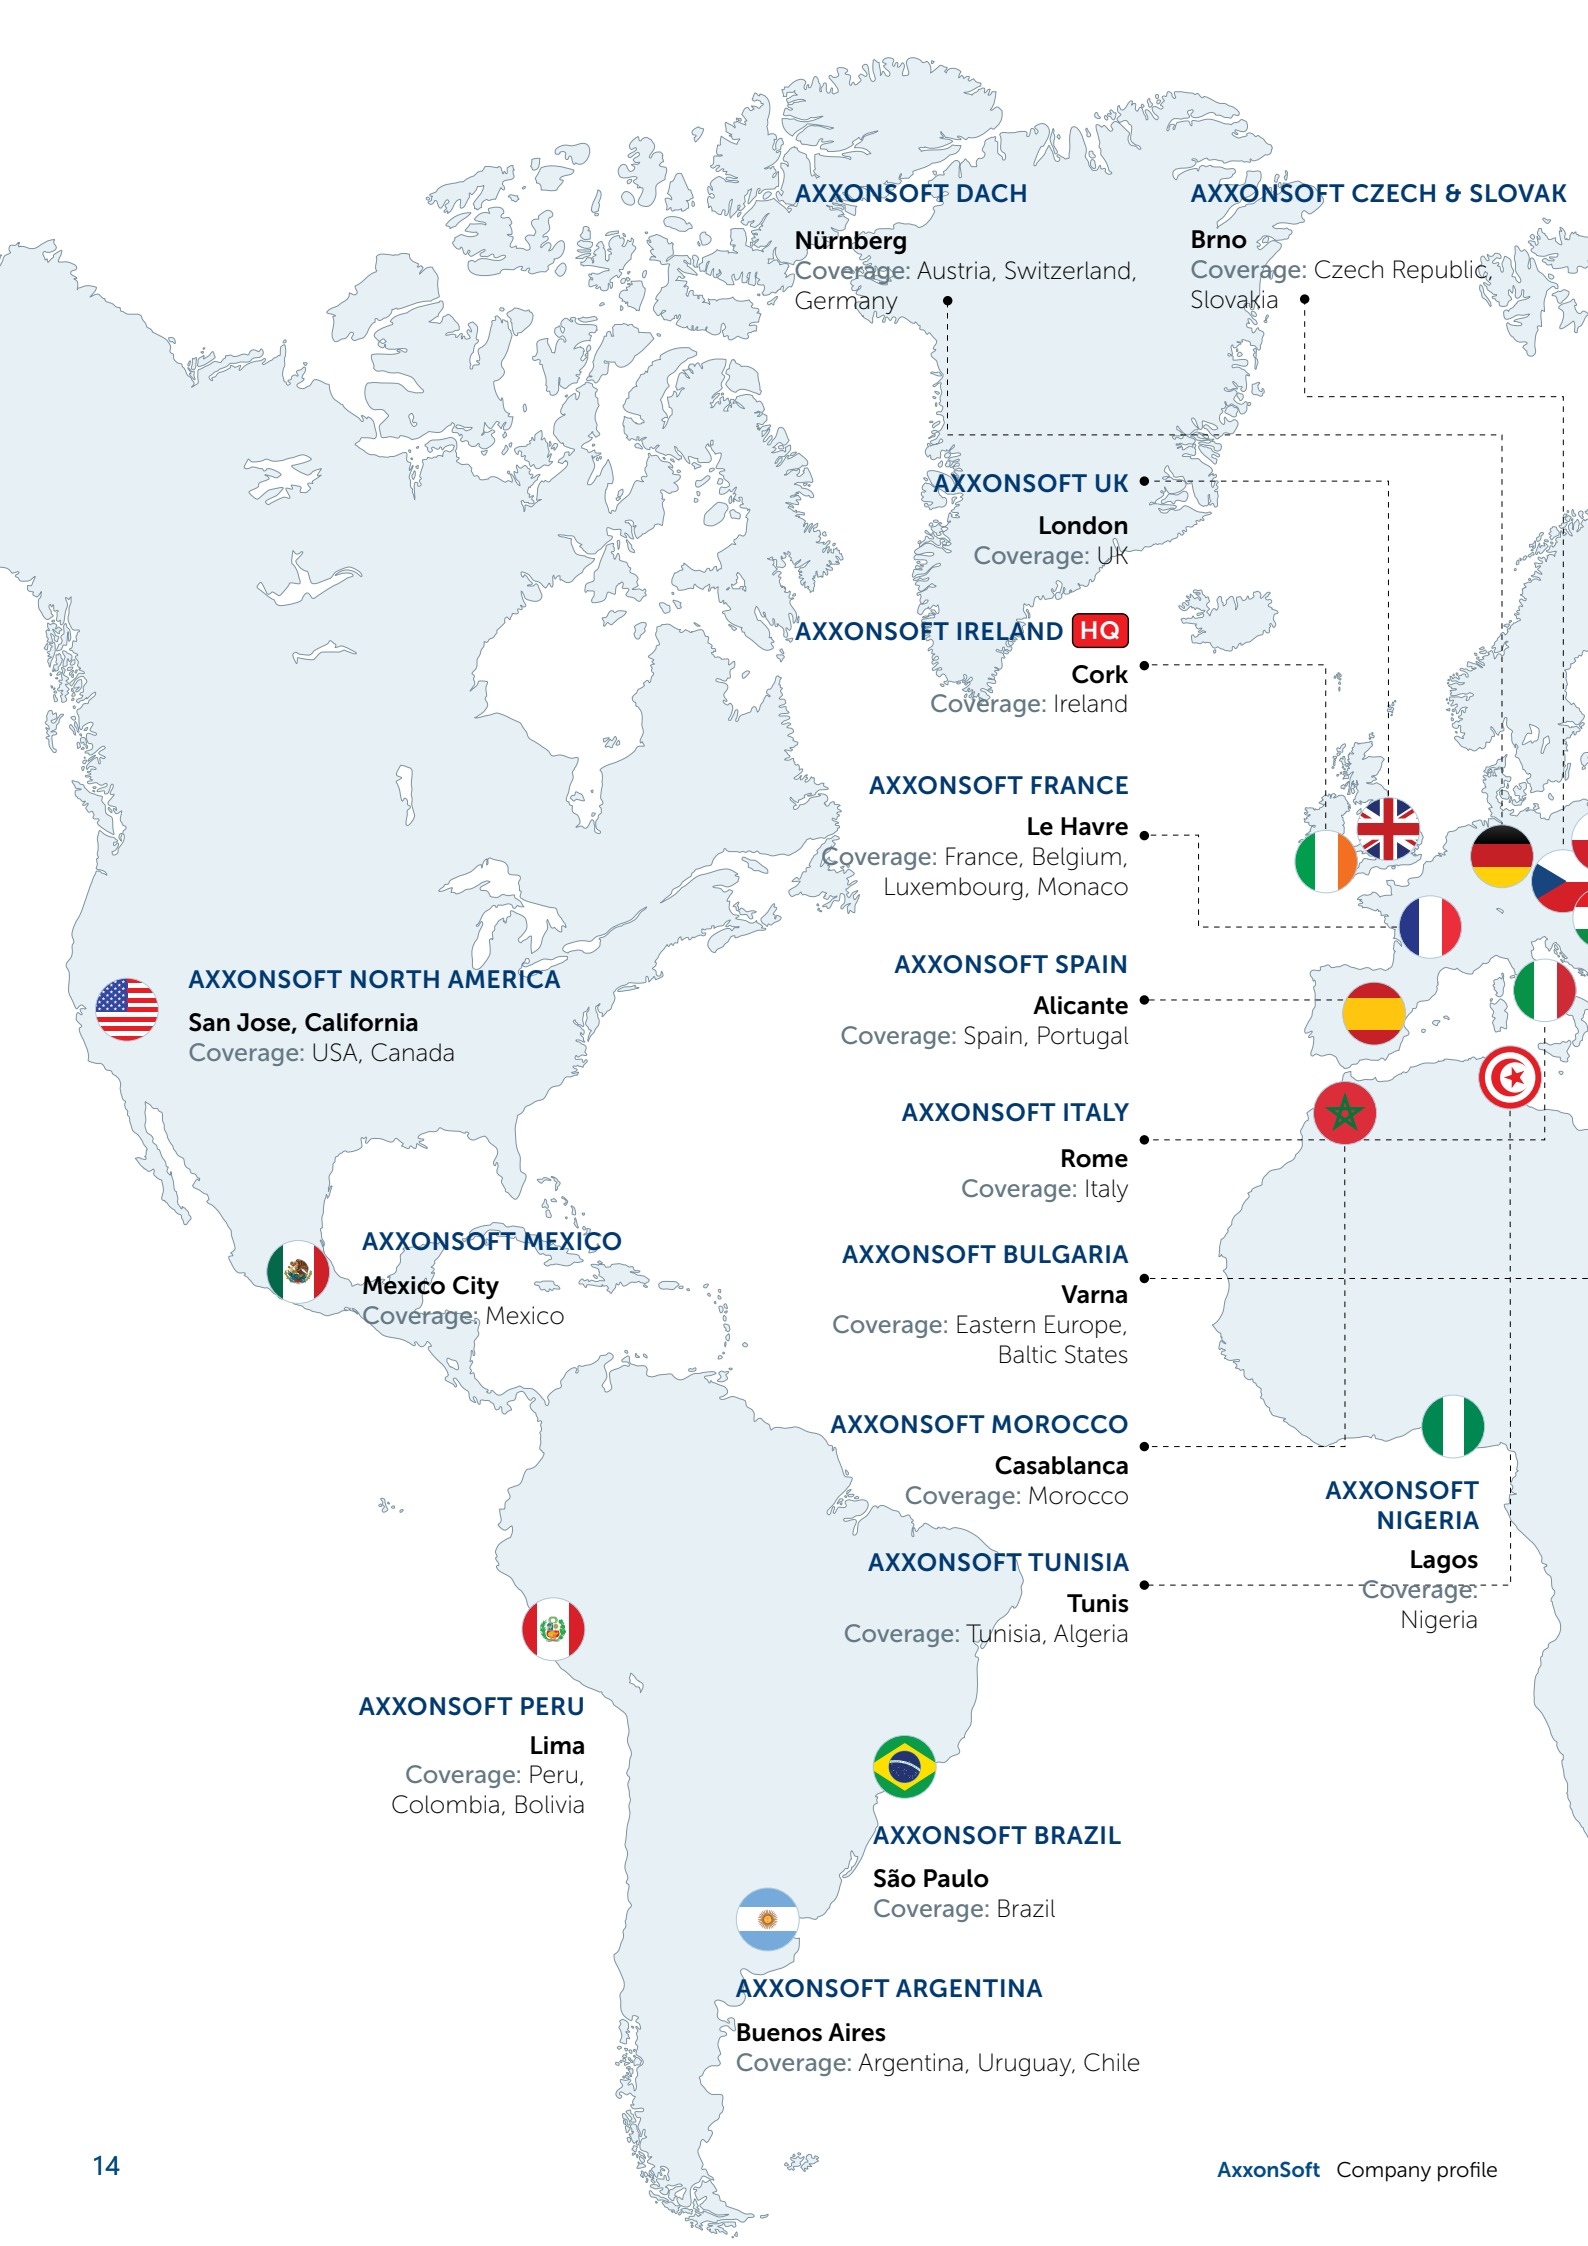 AXXONSOFT DACH
Nürnberg
Coverage: Austria, Switzerland,
Germany
AXXONSOFT CZECH & SLOVAK
Brno
Coverage: Czech Republic,
Slovakia
AXXONSOFT UK
London
Coverage: UK
AXXONSOFT IRELAND HQ
Cork
Coverage: Ireland
AXXONSOFT FRANCE
Le Havre
Coverage: France, Belgium,
Luxembourg, Monaco
AXXONSOFT NORTH AMERICA
San Jose, California
Coverage: USA, Canada
AXXONSOFT SPAIN
Alicante
Coverage: Spain, Portugal
AXXONSOFT ITALY
Rome
Coverage: Italy
AXXONSOFT MEXICO
Mexico City
Coverage: Mexico
AXXONSOFT BULGARIA
Varna
Coverage: Eastern Europe,
Baltic States
AXXONSOFT MOROCCO
Casablanca
Coverage: Morocco
AXXONSOFT
NIGERIA
Lagos
Coverage:
Nigeria
AXXONSOFT TUNISIA
Tunis
Coverage: Tunisia, Algeria
AXXONSOFT PERU
Lima
Coverage: Peru,
Colombia, Bolivia
AXXONSOFT BRAZIL
São Paulo
Coverage: Brazil
AXXONSOFT ARGENTINA
Buenos Aires
Coverage: Argentina, Uruguay, Chile
14
AxxonSoft Company profile